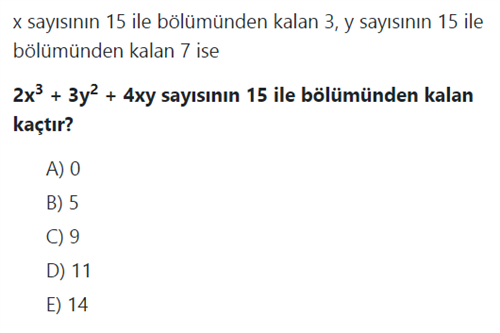 x sayısının 15 ile bölümünden kalan 3, y sayısının 15 ile
bölümünden kalan 7 ise
2x³ + 3y² + 4xy sayısının 15 ile bölümünden kalan
kaçtır?
A) 0
B) 5
C) 9
D) 11
E) 14